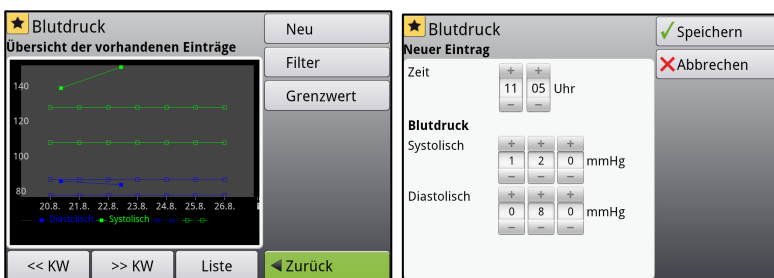 Blutdruck
Übersicht der vorhandenen Einträge
140
120
100
80
20.8. 21.8. 22.8. 23.8. 24.8. 25.8. 26.8.
Diastolisch Systolisch
Neu
Filter
Grenzwert
<< KW >> KW Liste Zurück
Blutdruck
Neuer Eintrag
Zeit
+ +
11 05 Uhr
− −
Blutdruck
Systolisch
+ + +
1 2 0 mmHg
− − −
Diastolisch
+ + +
0 8 0 mmHg
− − −
Speichern
Abbrechen